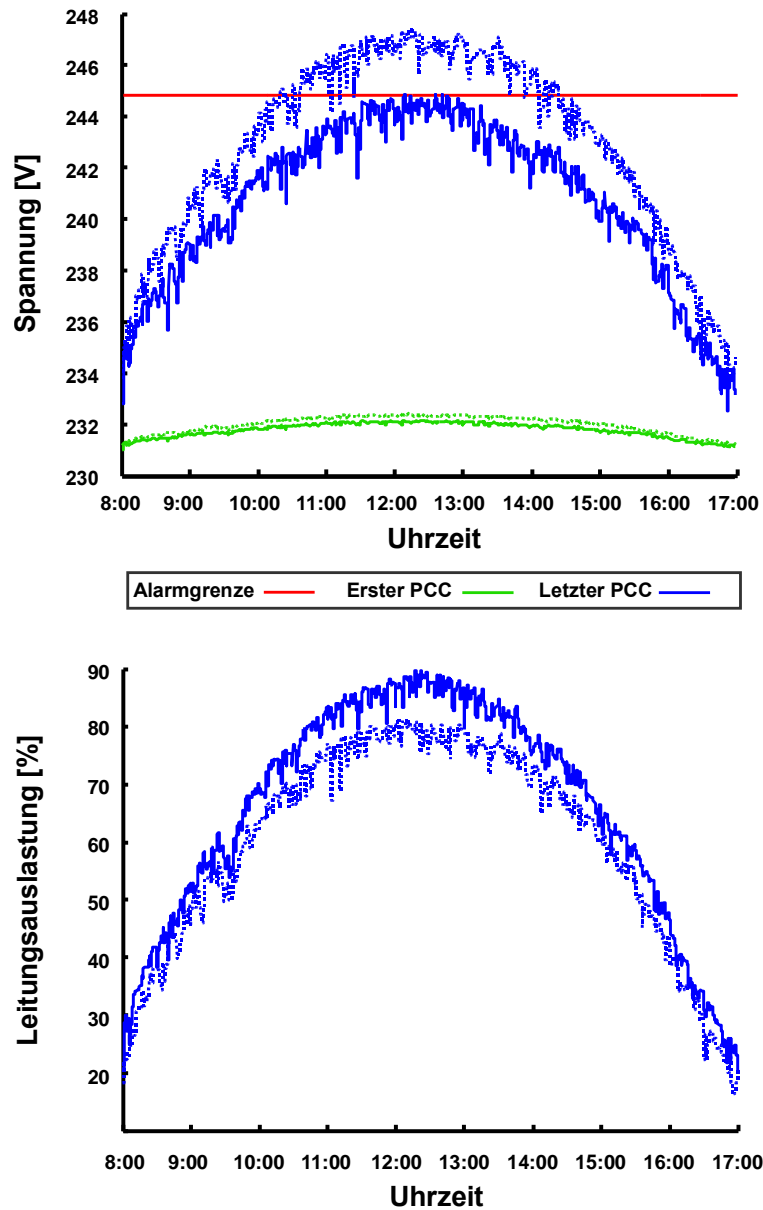 Spannung [V]
248
246
244
242
240
238
236
234
232
230
8:00 9:00 10:00 11:00 12:00 13:00 14:00 15:00 16:00 17:00
Uhrzeit
Alarmgrenze Erster PCC Letzter PCC
Leitungsauslastung [%]
90
80
70
60
50
40
30
20
8:00 9:00 10:00 11:00 12:00 13:00 14:00 15:00 16:00 17:00
Uhrzeit